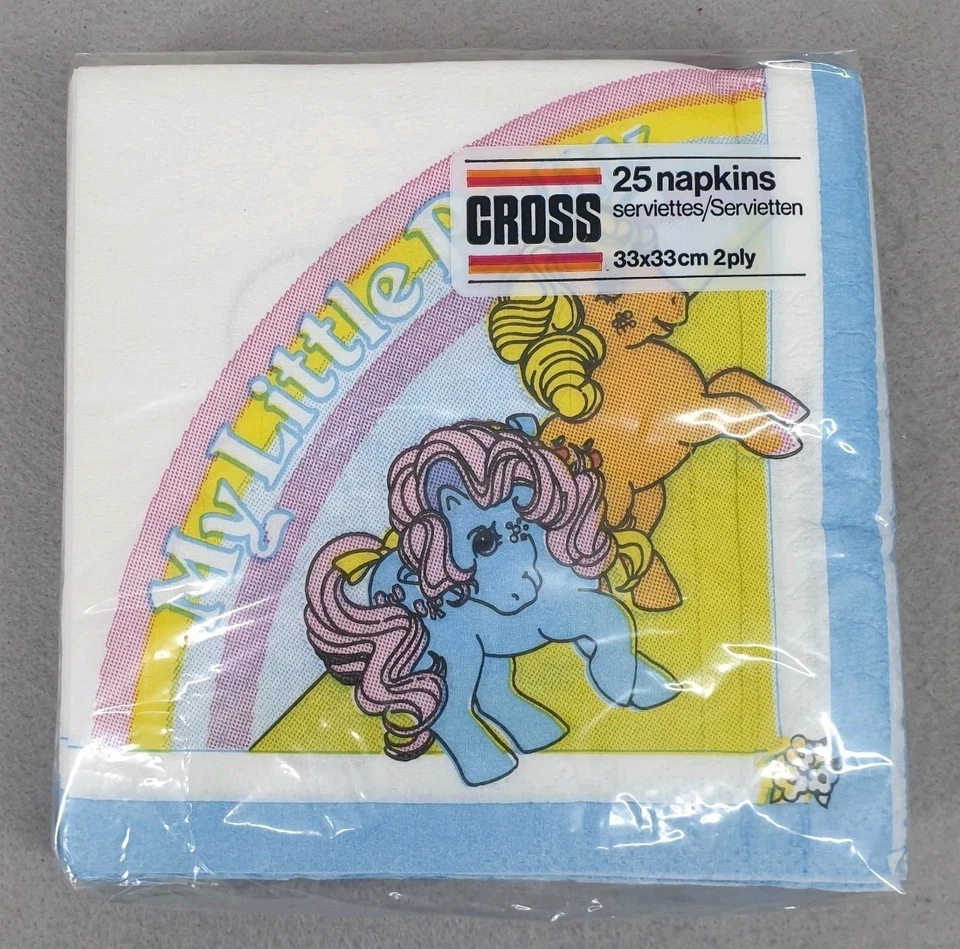 My Little
CROSS
25 napkins
serviettes/Servietten
33x33cm 2ply